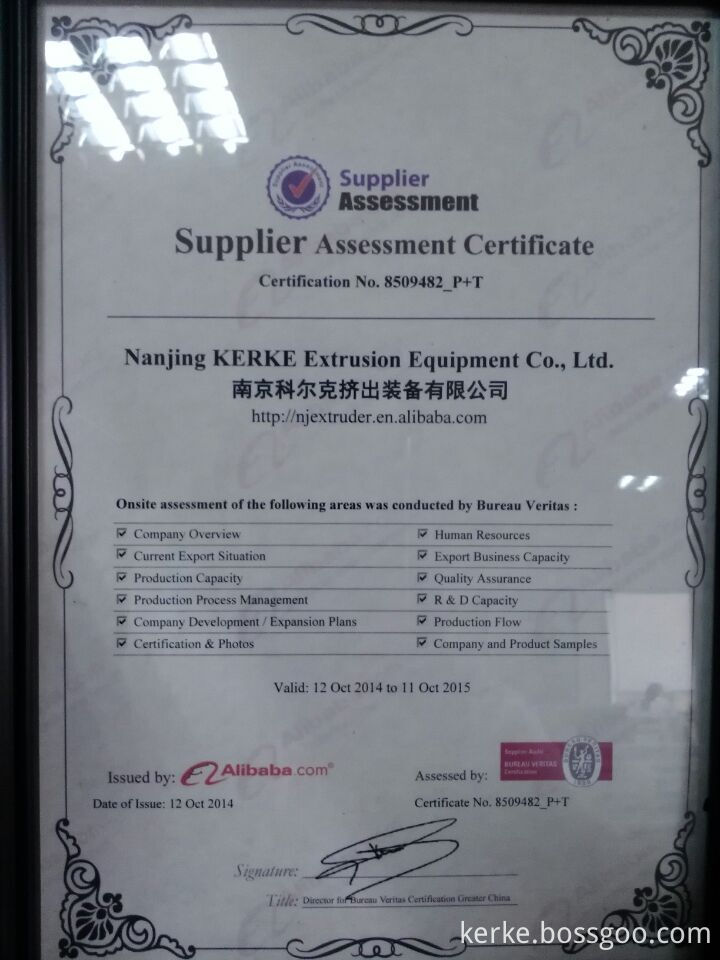 Supplier
Assessment
Supplier Assessment Certificate
Certification No. 8509482_P+T
Nanjing KERKE Extrusion Equipment Co., Ltd.
南京科尔克挤出装备有限公司
http://njextruder.en.alibaba.com
Onsite assessment of the following areas was conducted by Bureau Veritas :
Company Overview
Human Resources
Current Export Situation
Export Business Capacity
Production Capacity
Quality Assurance
Production Process Management
R & D Capacity
Company Development / Expansion Plans
Production Flow
Certification & Photos
Company and Product Samples
Valid: 12 Oct 2014 to 11 Oct 2015
Issued by: Alibaba.com®
Assessed by:
Supplier Audit
BUREAU VERITAS
Certification
Date of Issue: 12 Oct 2014
Certificate No. 8509482_P+T
Signature:
Title: Director for Bureau Veritas Certification Greater China
kerke.bossgoo.com